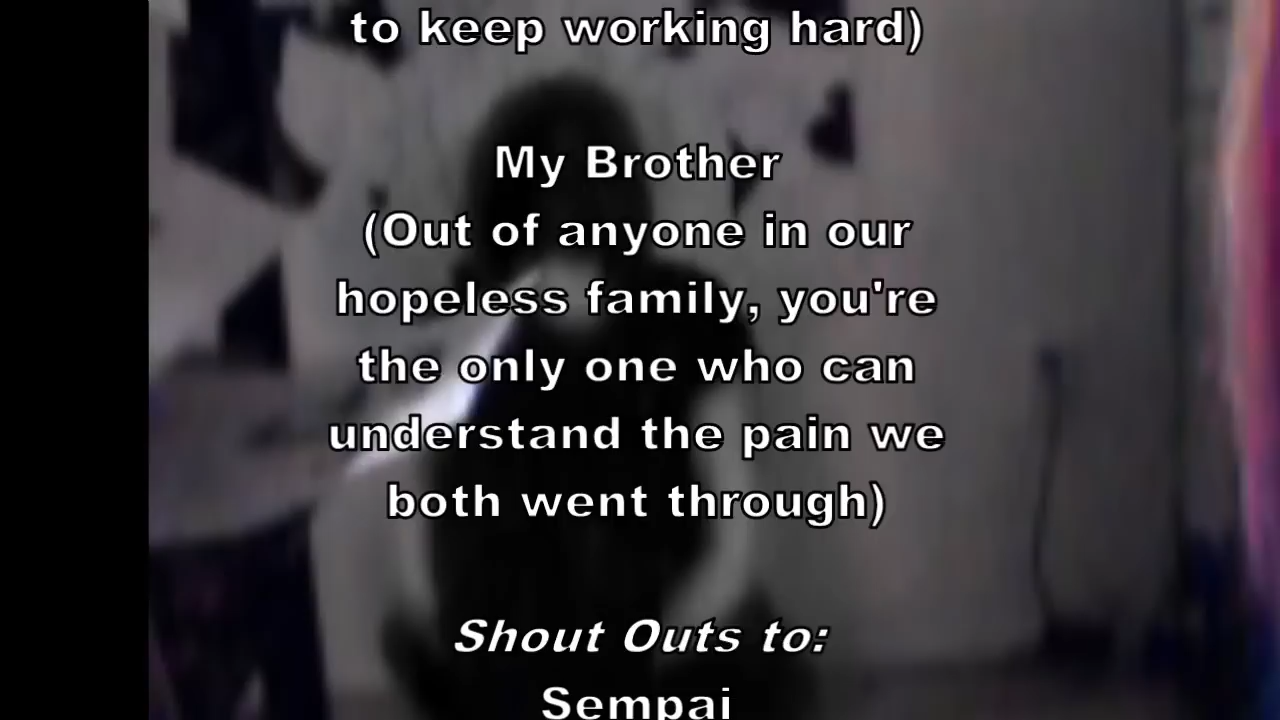 to keep working hard)
My Brother
(Out of anyone in our
hopeless family, you're
the only one who can
understand the pain we
both went through)
Shout Outs to:
Sempai